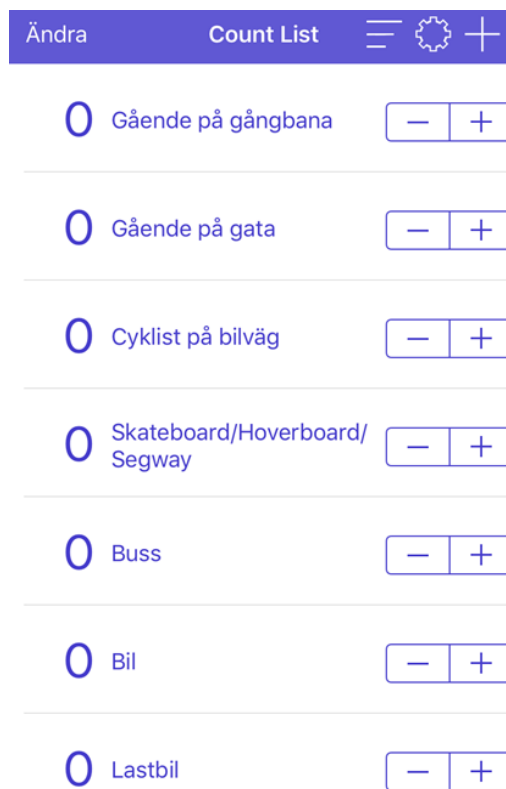 Ändra Count List
0 Gående på gångbana − +
0 Gående på gata − +
0 Cyklist på bilväg − +
0 Skateboard/Hoverboard/
Segway − +
0 Buss − +
0 Bil − +
0 Lastbil − +